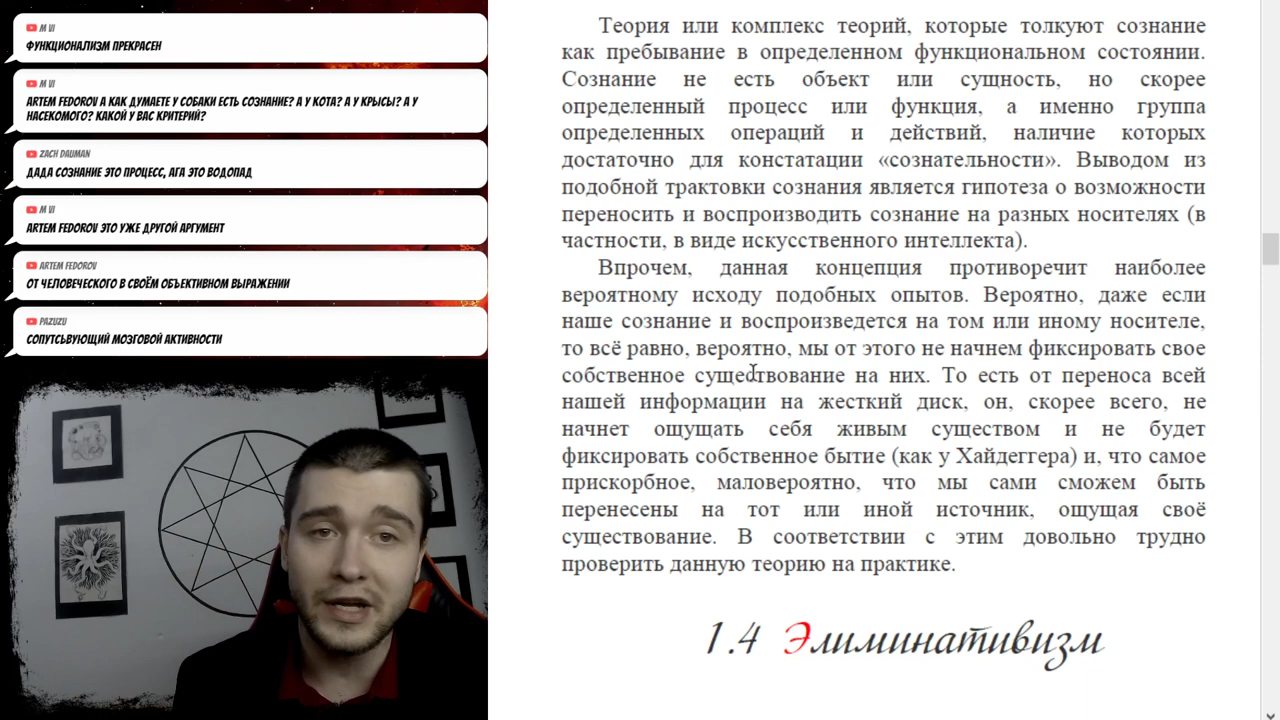 M VI
ФУНКЦИОНАЛИЗМ ПРЕКРАСЕН
M VI
ARTEM FEDOROV А КАК ДУМАЕТЕ У СОБАКИ ЕСТЬ СОЗНАНИЕ? А У КОТА? А У КРЫСЫ? А У
НАСЕКОМОГО? КАКОЙ У ВАС КРИТЕРИЙ?
ZACH DAUMAN
ДАДА СОЗНАНИЕ ЭТО ПРОЦЕСС, АГА ЭТО ВОДОПАД
M VI
ARTEM FEDOROV ЭТО УЖЕ ДРУГОЙ АРГУМЕНТ
ARTEM FEDOROV
ОТ ЧЕЛОВЕЧЕСКОГО В СВОЁМ ОБЪЕКТИВНОМ ВЫРАЖЕНИИ
PAZUZU
СОПУТСЬВУЮЩИЙ МОЗГОВОЙ АКТИВНОСТИ
Теория или комплекс теорий, которые толкуют сознание
как пребывание в определенном функциональном состоянии.
Сознание не есть объект или сущность, но скорее
определенный процесс или функция, а именно группа
определенных операций и действий, наличие которых
достаточно для констатации «сознательности». Выводом из
подобной трактовки сознания является гипотеза о возможности
переносить и воспроизводить сознание на разных носителях (в
частности, в виде искусственного интеллекта).
Впрочем, данная концепция противоречит наиболее
вероятному исходу подобных опытов. Вероятно, даже если
наше сознание и воспроизведется на том или иному носителе,
то всё равно, вероятно, мы от этого не начнем фиксировать свое
собственное существование на них. То есть от переноса всей
нашей информации на жесткий диск, он, скорее всего, не
начнет ощущать себя живым существом и не будет
фиксировать собственное бытие (как у Хайдеггера) и, что самое
прискорбное, маловероятно, что мы сами сможем быть
перенесены на тот или иной источник, ощущая своё
существование. В соответствии с этим довольно трудно
проверить данную теорию на практике.
1.4 Элиминативизм